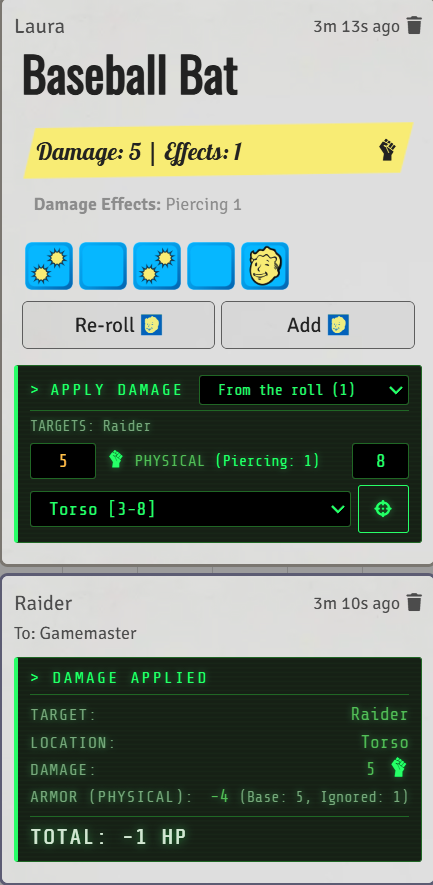 Laura 3m 13s ago
Baseball Bat
Damage: 5 | Effects: 1
Damage Effects: Piercing 1
Re-roll Add
> APPLY DAMAGE From the roll (1)
TARGETS: Raider
5 PHYSICAL (Piercing: 1) 8
Torso [3-8]
Raider 3m 10s ago
To: Gamemaster
> DAMAGE APPLIED
TARGET: Raider
LOCATION: Torso
DAMAGE: 5
ARMOR (PHYSICAL): -4 (Base: 5, Ignored: 1)
TOTAL: -1 HP